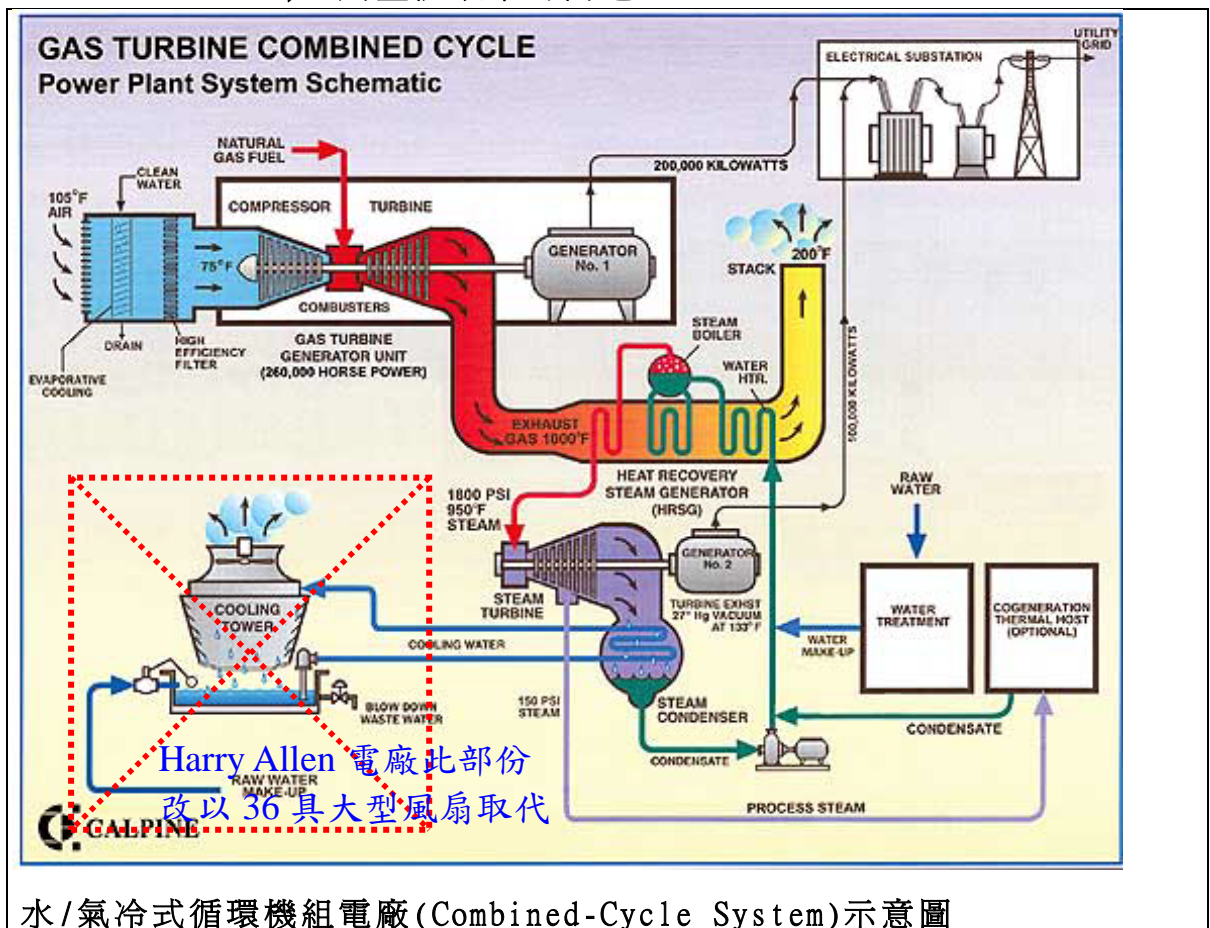 GAS TURBINE COMBINED CYCLE
Power Plant System Schematic
UTILITY
GRID
ELECTRICAL SUBSTATION
NATURAL
GAS FUEL
200,000 KILOWATTS
CLEAN
WATER
105°F
AIR
COMPRESSOR
TURBINE
75°F
GENERATOR
No. 1
STACK
200°F
COMBUSTERS
DRAIN
HIGH
EFFICIENCY
FILTER
GAS TURBINE
GENERATOR UNIT
(260,000 HORSE POWER)
EVAPORATIVE
COOLING
STEAM
BOILER
WATER
HTR.
EXHAUST
GAS 1000°F
KILOWATTS
HEAT RECOVERY
STEAM GENERATOR
(HRSG)
RAW
WATER
1800 PSI
950°F
STEAM
GENERATOR
No. 2
STEAM
TURBINE
TURBINE EXHST
27" Hg VACUUM
AT 133°F
COOLING
TOWER
COOLING WATER
WATER
TREATMENT
COGENERATION
THERMAL HOST
(OPTIONAL)
WATER
MAKE-UP
BLOW DOWN
WASTE WATER
150 PSI
STEAM
STEAM
CONDENSER
CONDENSATE
CONDENSATE
Harry Allen 電廠此部份
改以 36 具大型風扇取代
RAW WATER
MAKE-UP
PROCESS STEAM
CALPINE
水/氣冷式循環機組電廠(Combined-Cycle System)示意圖